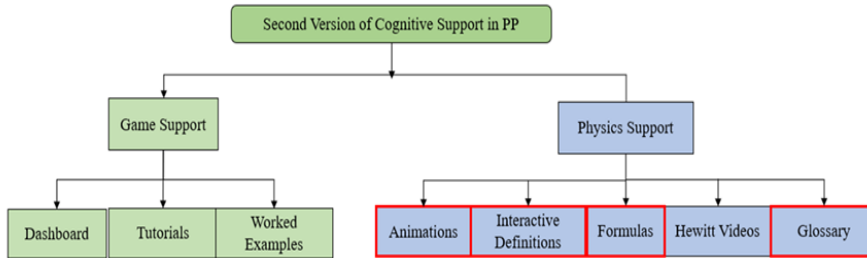 Second Version of Cognitive Support in PP
Game Support
Physics Support
Dashboard
Tutorials
Worked
Examples
Animations
Interactive
Definitions
Formulas
Hewitt Videos
Glossary